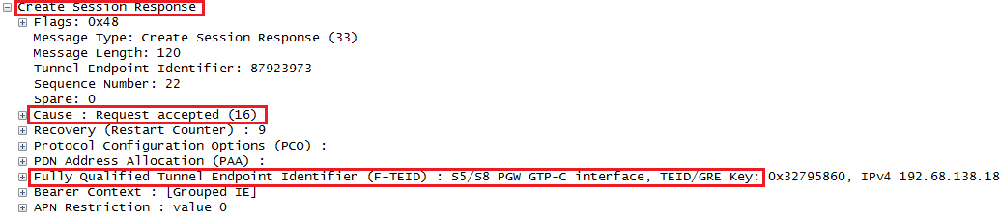 Create Session Response
Flags: 0x48
Message Type: Create Session Response (33)
Message Length: 120
Tunnel Endpoint Identifier: 87923973
Sequence Number: 22
Spare: 0
Cause : Request accepted (16)
Recovery (Restart Counter) : 9
Protocol Configuration Options (PCO) :
PDN Address Allocation (PAA) :
Fully Qualified Tunnel Endpoint Identifier (F-TEID) : S5/S8 PGW GTP-C interface, TEID/GRE Key: 0x32795860, IPv4 192.68.138.18
Bearer Context : [Grouped IE]
APN Restriction : value 0